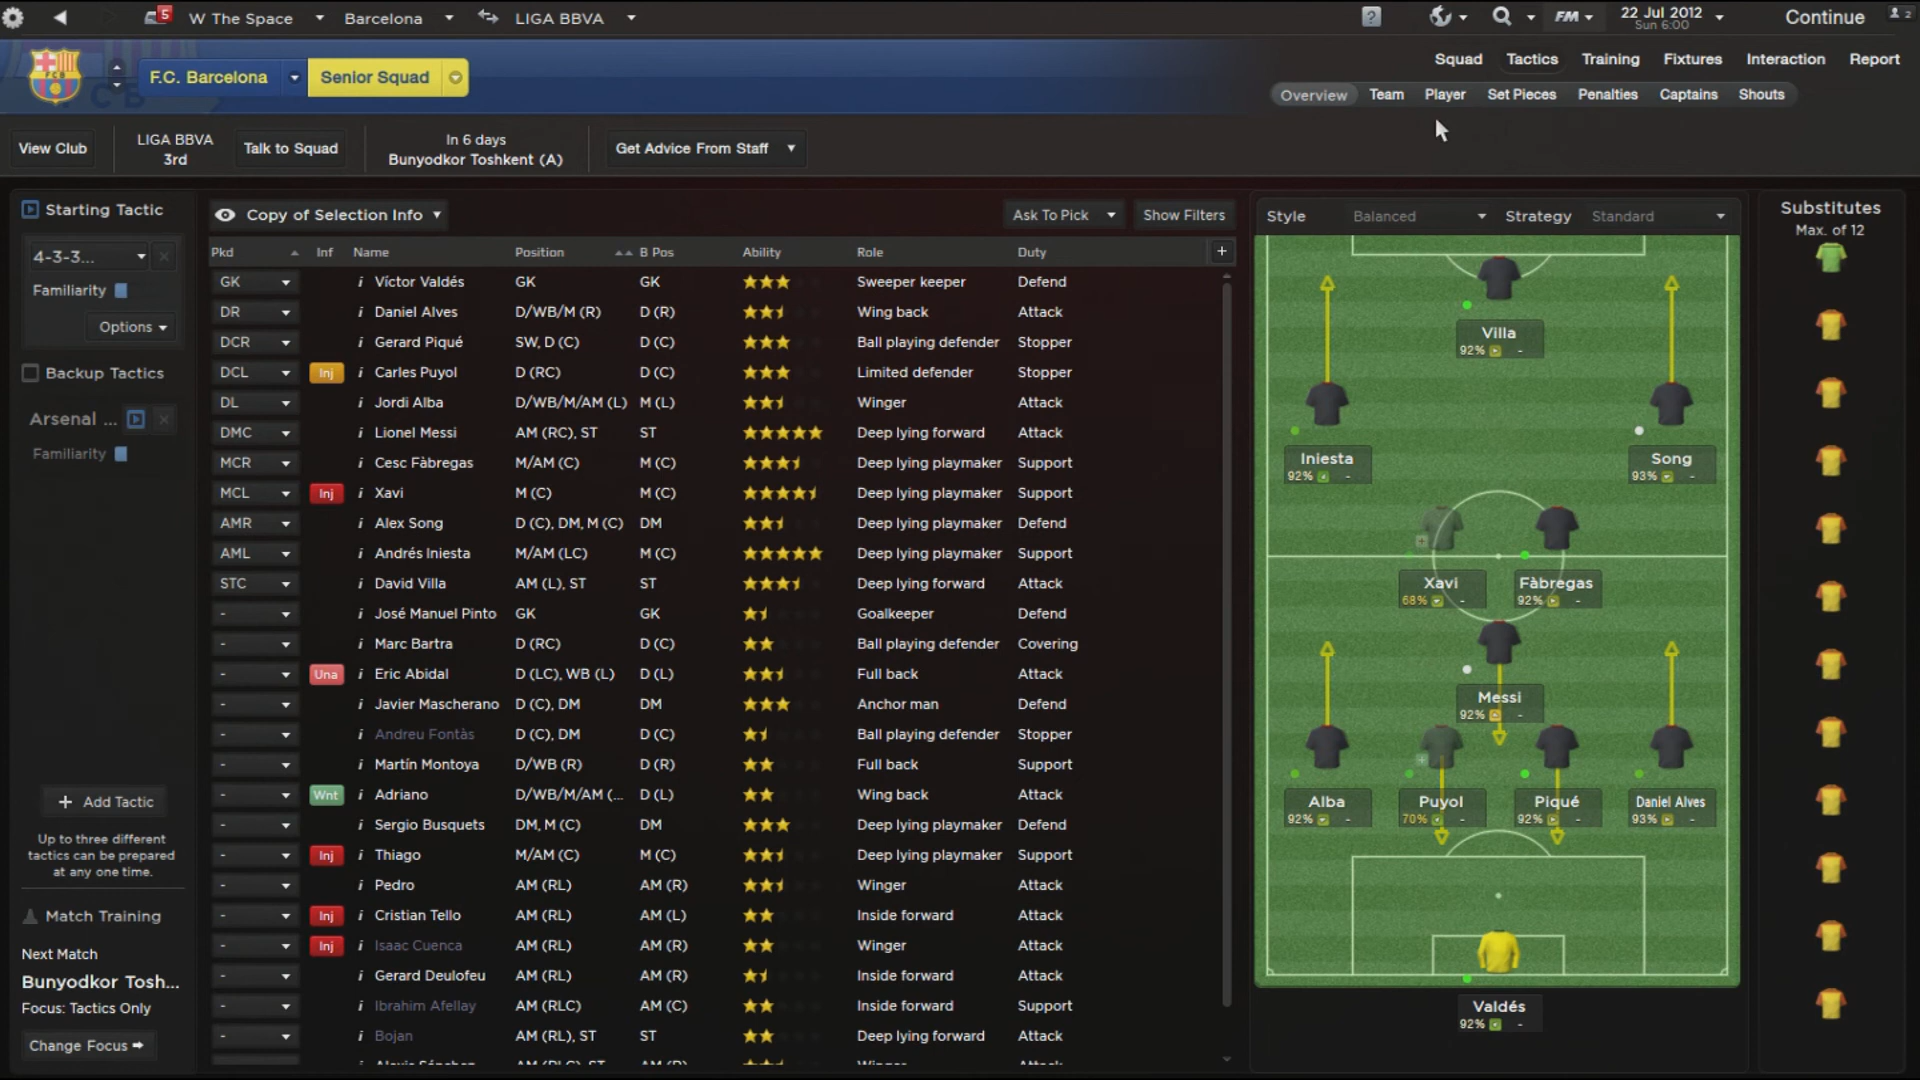 5 W The Space Barcelona LIGA BBVA ? FM 22 Jul 2012 Continue 2
Sun 6:00
F.C. Barcelona Senior Squad Squad Tactics Training Fixtures Interaction Report
Overview Team Player Set Pieces Penalties Captains Shouts
View Club LIGA BBVA 3rd Talk to Squad In 6 days Bunyodkor Toshkent (A) Get Advice From Staff
Starting Tactic
4-3-3...
Familiarity
Options
Backup Tactics
Arsenal ...
Familiarity
+ Add Tactic
Up to three different
tactics can be prepared
at any one time.
Match Training
Next Match
Bunyodkor Tosh...
Focus: Tactics Only
Change Focus
Copy of Selection Info Ask To Pick Show Filters
Pkd Inf Name Position B Pos Ability Role Duty +
GK i Víctor Valdés GK GK Sweeper keeper Defend
DR i Daniel Alves D/WB/M (R) D (R) Wing back Attack
DCR i Gerard Piqué SW, D (C) D (C) Ball playing defender Stopper
DCL Inj i Carles Puyol D (RC) D (C) Limited defender Stopper
DL i Jordi Alba D/WB/M/AM (L) M (L) Winger Attack
DMC i Lionel Messi AM (RC), ST ST Deep lying forward Attack
MCR i Cesc Fàbregas M/AM (C) M (C) Deep lying playmaker Support
MCL Inj i Xavi M (C) M (C) Deep lying playmaker Support
AMR i Alex Song D (C), DM, M (C) DM Deep lying playmaker Defend
AML i Andrés Iniesta M/AM (LC) M (C) Deep lying playmaker Support
STC i David Villa AM (L), ST ST Deep lying forward Attack
- i José Manuel Pinto GK GK Goalkeeper Defend
- i Marc Bartra D (RC) D (C) Ball playing defender Covering
- Una i Eric Abidal D (LC), WB (L) D (L) Full back Attack
- i Javier Mascherano D (C), DM DM Anchor man Defend
- i Andreu Fontàs D (C), DM D (C) Ball playing defender Stopper
- i Martín Montoya D/WB (R) D (R) Full back Support
- Wnt i Adriano D/WB/M/AM (... D (L) Wing back Attack
- i Sergio Busquets DM, M (C) DM Deep lying playmaker Defend
- Inj i Thiago M/AM (C) M (C) Deep lying playmaker Support
- i Pedro AM (RL) AM (R) Winger Attack
- Inj i Cristian Tello AM (RL) AM (L) Inside forward Attack
- Inj i Isaac Cuenca AM (RL) AM (R) Winger Attack
- i Gerard Deulofeu AM (RL) AM (R) Inside forward Attack
- i Ibrahim Afellay AM (RLC) AM (C) Inside forward Support
- i Bojan AM (RL), ST ST Deep lying forward Attack
Style Balanced Strategy Standard
Villa
92% -
Iniesta Song
92% - 93% -
Xavi Fàbregas
68% - 92% -
Messi
92% -
Alba Puyol Piqué Daniel Alves
92% - 70% - 92% - 93% -
Valdés
92% -
Substitutes
Max. of 12